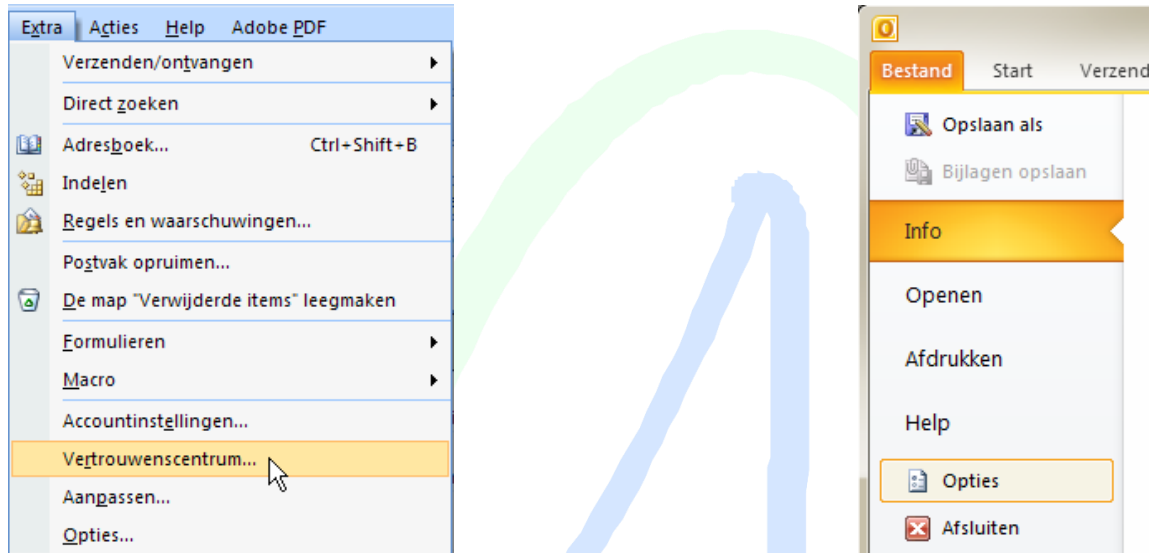 Extra Acties Help Adobe PDF
Verzenden/ontvangen
Direct zoeken
Adresboek... Ctrl+Shift+B
Indelen
Regels en waarschuwingen...
Postvak opruimen...
De map "Verwijderde items" leegmaken
Formulieren
Macro
Accountinstellingen...
Vertrouwenscentrum...
Aanpassen...
Opties...
Bestand Start Verzend
Opslaan als
Bijlagen opslaan
Info
Openen
Afdrukken
Help
Opties
Afsluiten